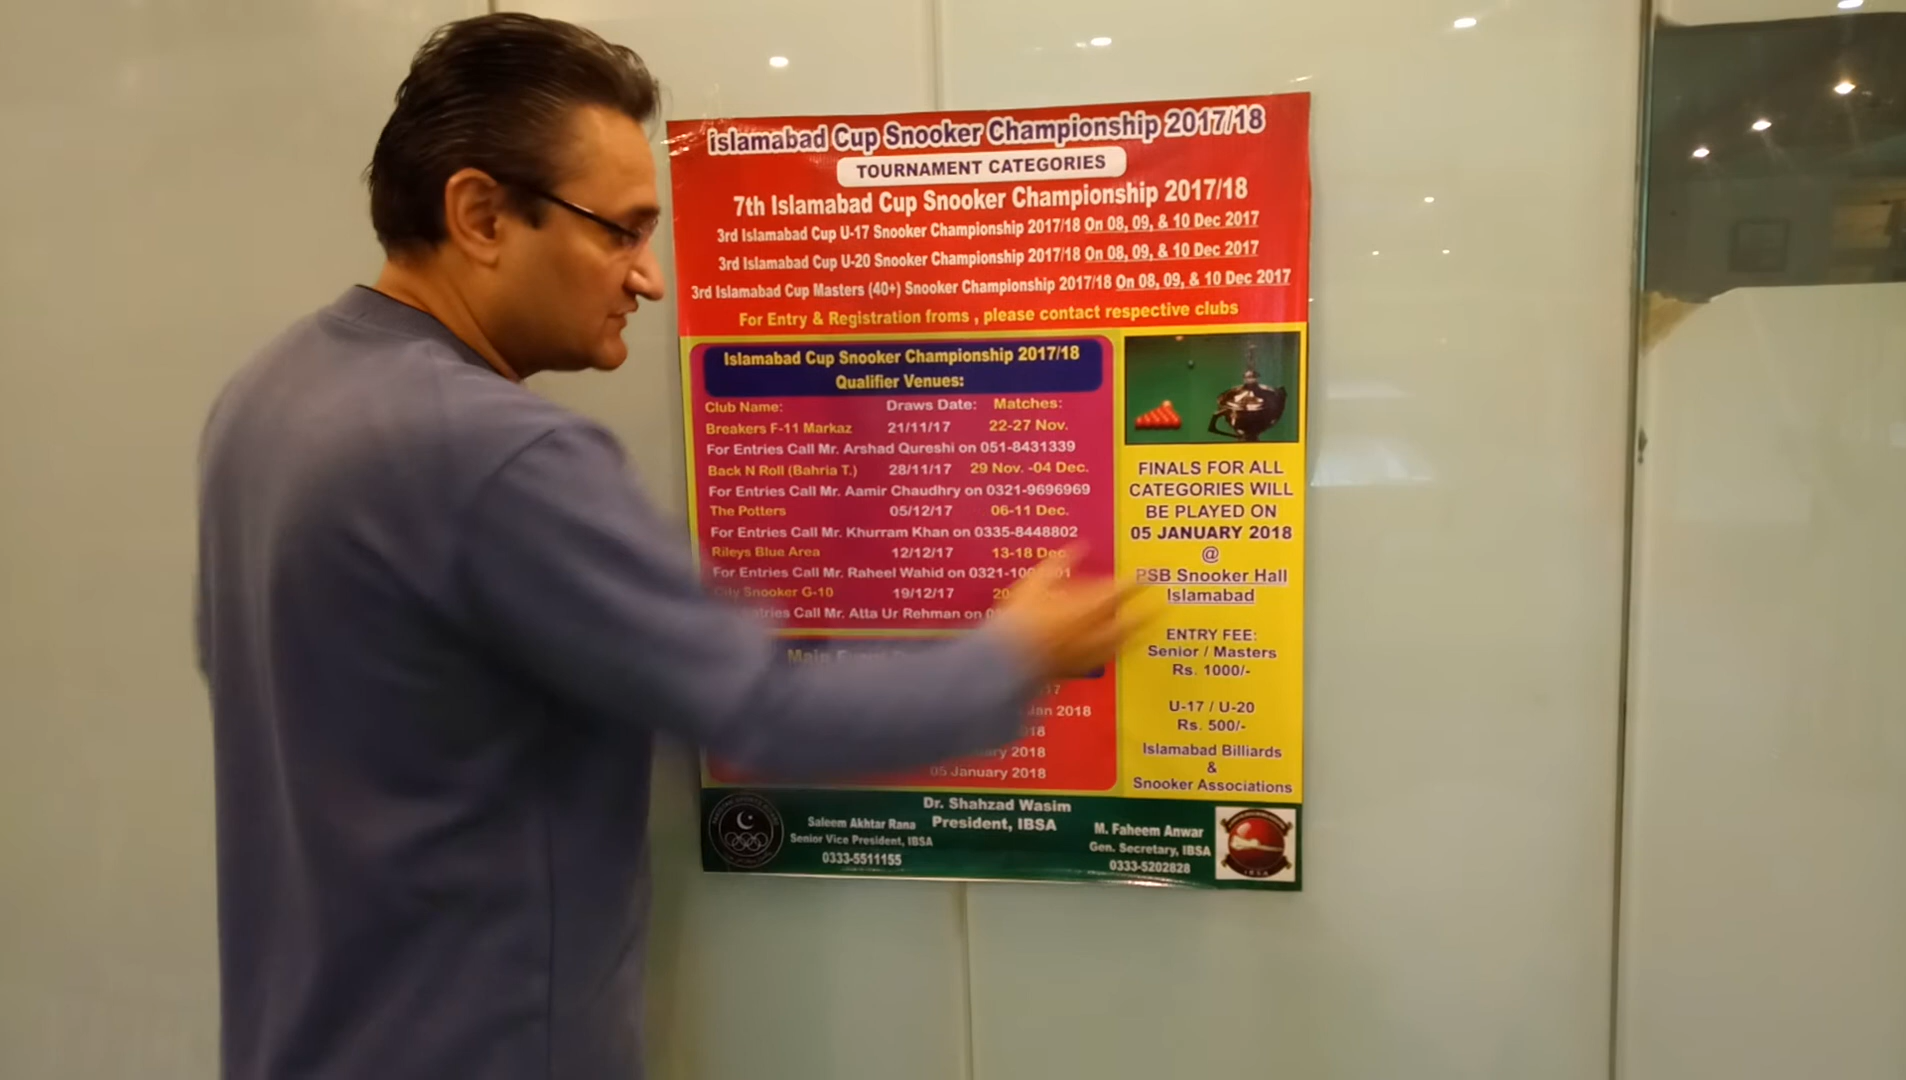 islamabad Cup Snooker Championship 2017/18
TOURNAMENT CATEGORIES
7th Islamabad Cup Snooker Championship 2017/18
3rd Islamabad Cup U-17 Snooker Championship 2017/18 On 08, 09, & 10 Dec 2017
3rd Islamabad Cup U-20 Snooker Championship 2017/18 On 08, 09, & 10 Dec 2017
3rd Islamabad Cup Masters (40+) Snooker Championship 2017/18 On 08, 09, & 10 Dec 2017
For Entry & Registration froms , please contact respective clubs
Islamabad Cup Snooker Championship 2017/18
Qualifier Venues:
Club Name: Draws Date: Matches:
Breakers F-11 Markaz 21/11/17 22-27 Nov.
For Entries Call Mr. Arshad Qureshi on 051-8431339
Back N Roll (Bahria T.) 28/11/17 29 Nov. -04 Dec.
For Entries Call Mr. Aamir Chaudhry on 0321-9696969
The Potters 05/12/17 06-11 Dec.
For Entries Call Mr. Khurram Khan on 0335-8448802
Rileys Blue Area 12/12/17 13-18 Dec
For Entries Call Mr. Raheel Wahid on
City Snooker G-10 19/12/17
Entries Call Mr. Atta Ur Rehman on
Main
Jan 2018
2018
05 January 2018
FINALS FOR ALL
CATEGORIES WILL
BE PLAYED ON
05 JANUARY 2018
@
PSB Snooker Hall
Islamabad
ENTRY FEE:
Senior / Masters
Rs. 1000/-
U-17 / U-20
Rs. 500/-
Islamabad Billiards
&
Snooker Associations
Dr. Shahzad Wasim
President, IBSA
Saleem Akhtar Rana
Senior Vice President, IBSA
0333-5511155
M. Faheem Anwar
Gen. Secretary, IBSA
0333-5202828